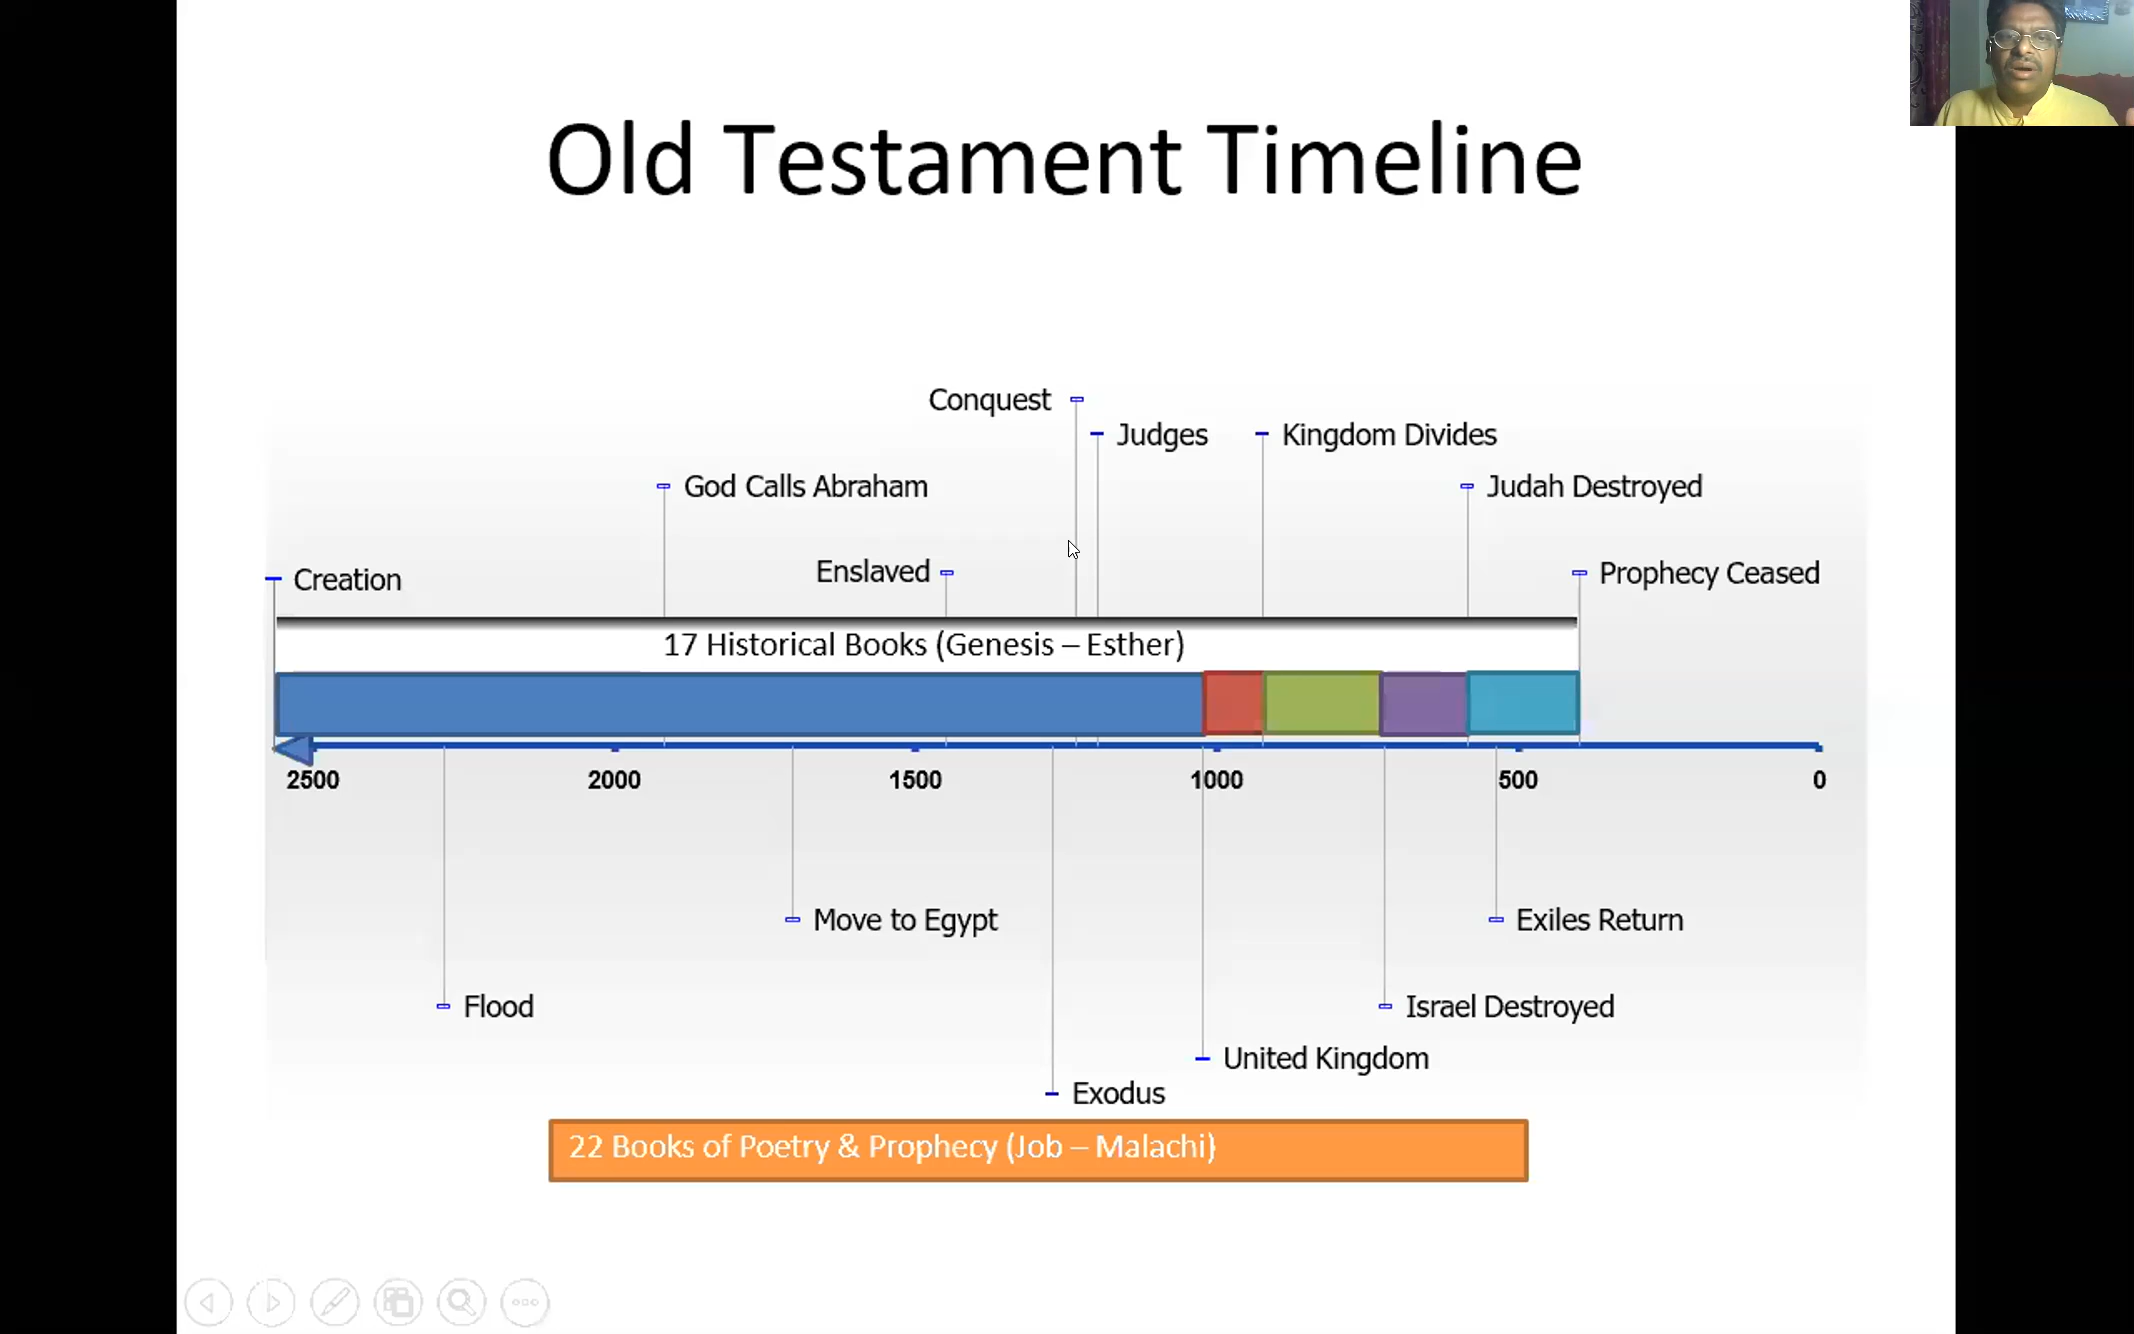 Old Testament Timeline
Conquest
Judges
Kingdom Divides
God Calls Abraham
Judah Destroyed
Enslaved
Prophecy Ceased
Creation
17 Historical Books (Genesis – Esther)
2500 2000 1500 1000 500 0
Move to Egypt
Exiles Return
Flood
Israel Destroyed
United Kingdom
Exodus
22 Books of Poetry & Prophecy (Job – Malachi)